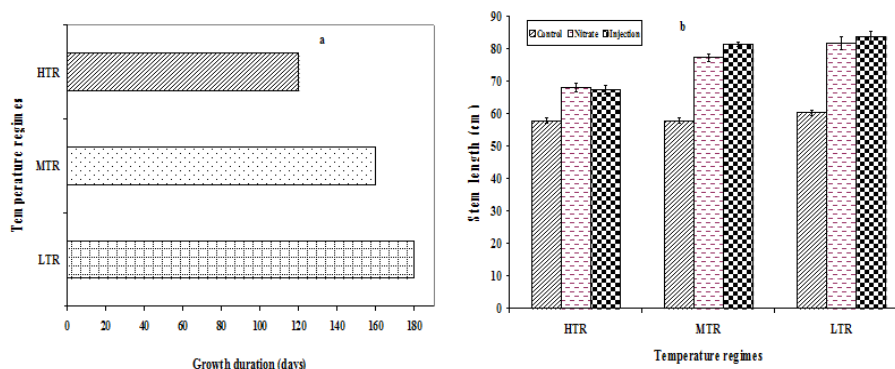 a
Temperature regimes
HTR
MTR
LTR
0 20 40 60 80 100 120 140 160 180
Growth duration (days)
b
Control Nitrate Injection
Stem length (cm)
90
80
70
60
50
40
30
20
10
0
HTR MTR LTR
Temperature regimes